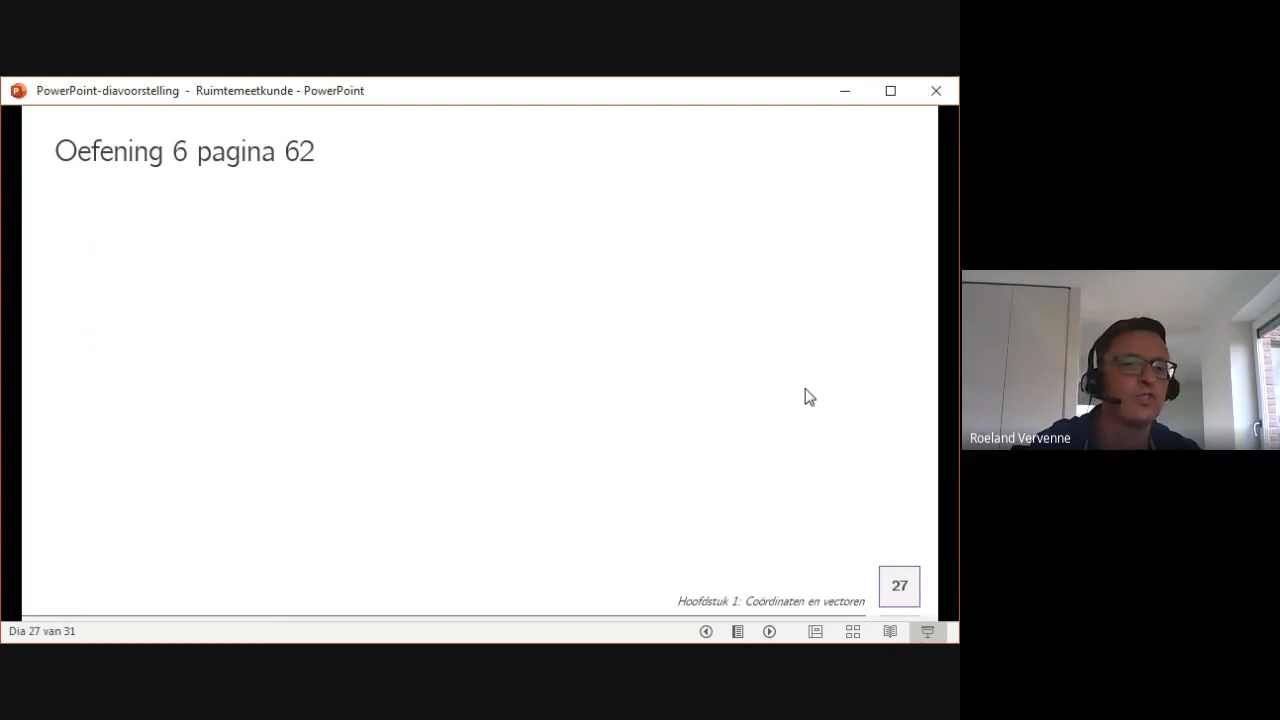 PowerPoint-diavoorstelling - Ruimtemeetkunde - PowerPoint
Oefening 6 pagina 62
Roeland Vervenne
27
Hoofdstuk 1: Coördinaten en vectoren
Dia 27 van 31